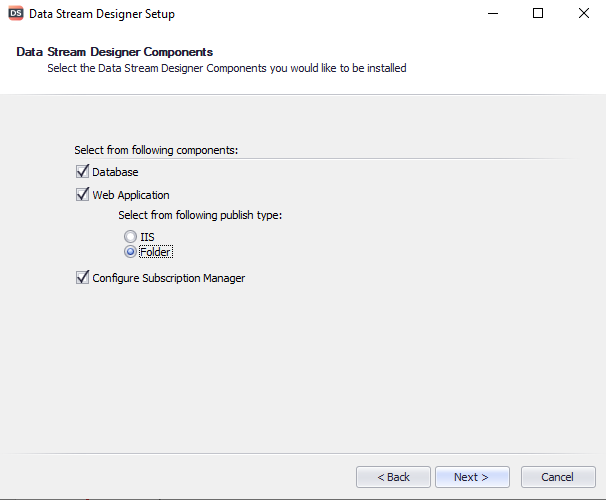 DS Data Stream Designer Setup
Data Stream Designer Components
Select the Data Stream Designer Components you would like to be installed
Select from following components:
Database
Web Application
Select from following publish type:
IIS
Folder
Configure Subscription Manager
< Back Next > Cancel